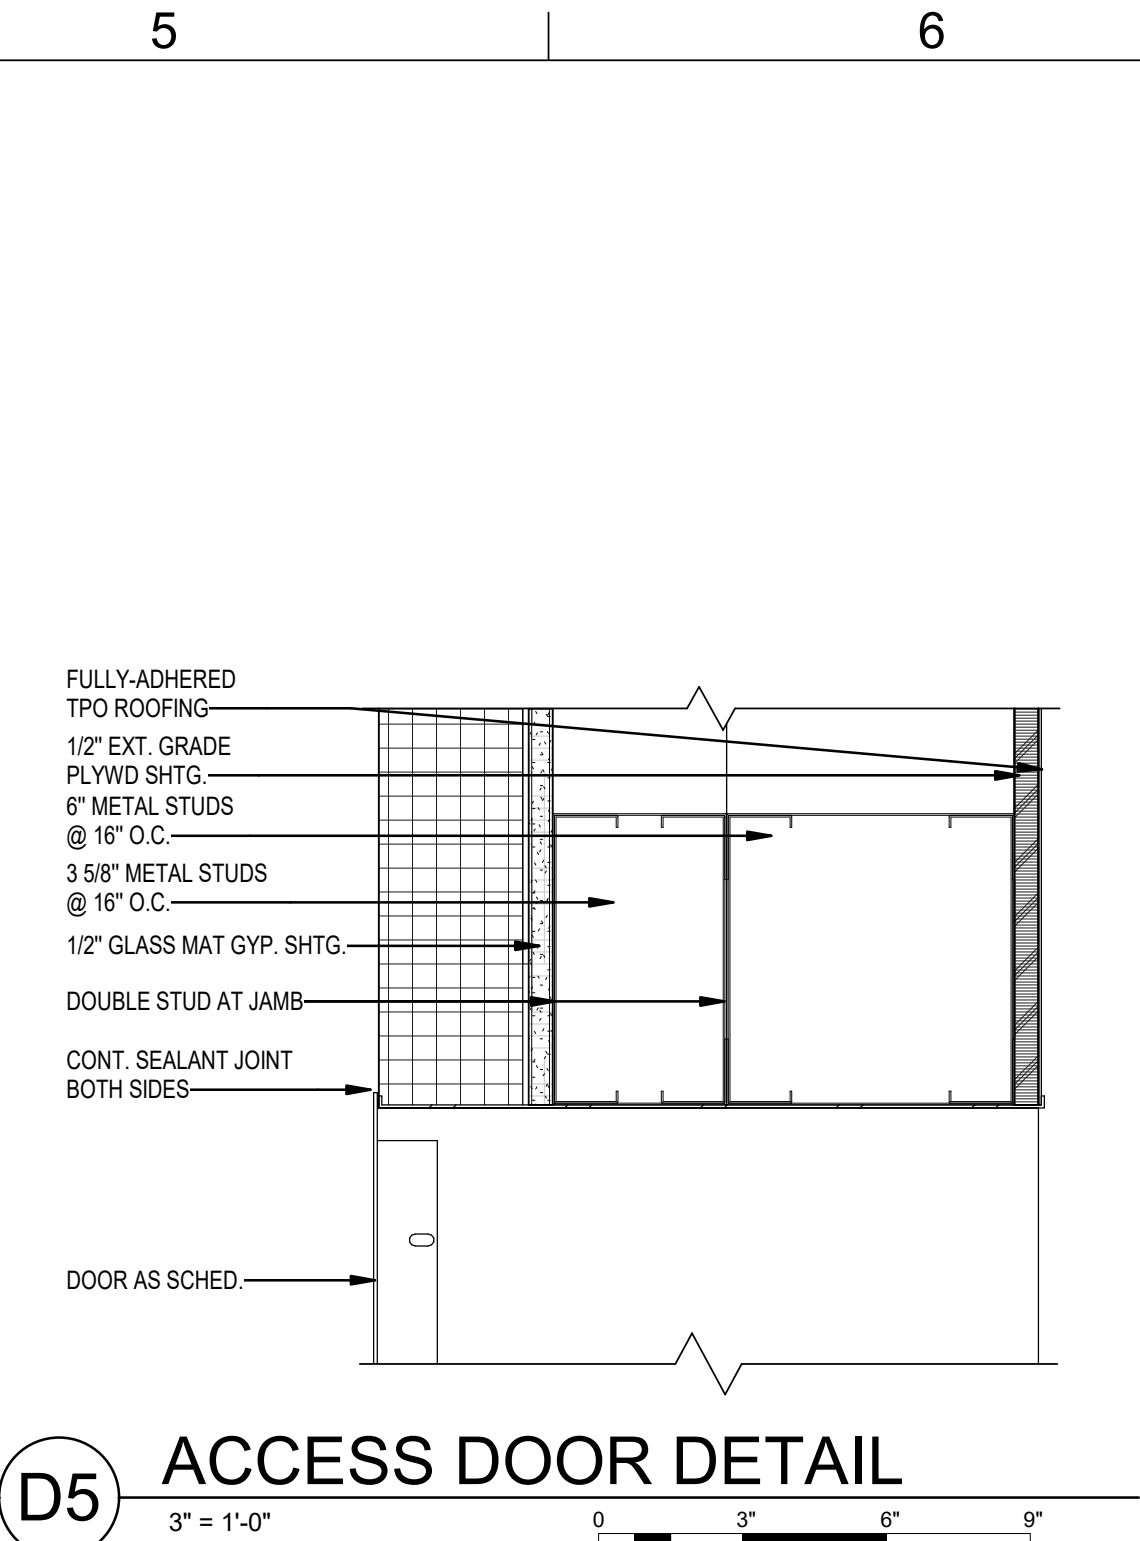 5
6
FULLY-ADHERED
TPO ROOFING
1/2" EXT. GRADE
PLYWD SHTG.
6" METAL STUDS
@ 16" O.C.
3 5/8" METAL STUDS
@ 16" O.C.
1/2" GLASS MAT GYP. SHTG.
DOUBLE STUD AT JAMB
CONT. SEALANT JOINT
BOTH SIDES
DOOR AS SCHED.
D5
ACCESS DOOR DETAIL
3" = 1'-0"
0 3" 6" 9"